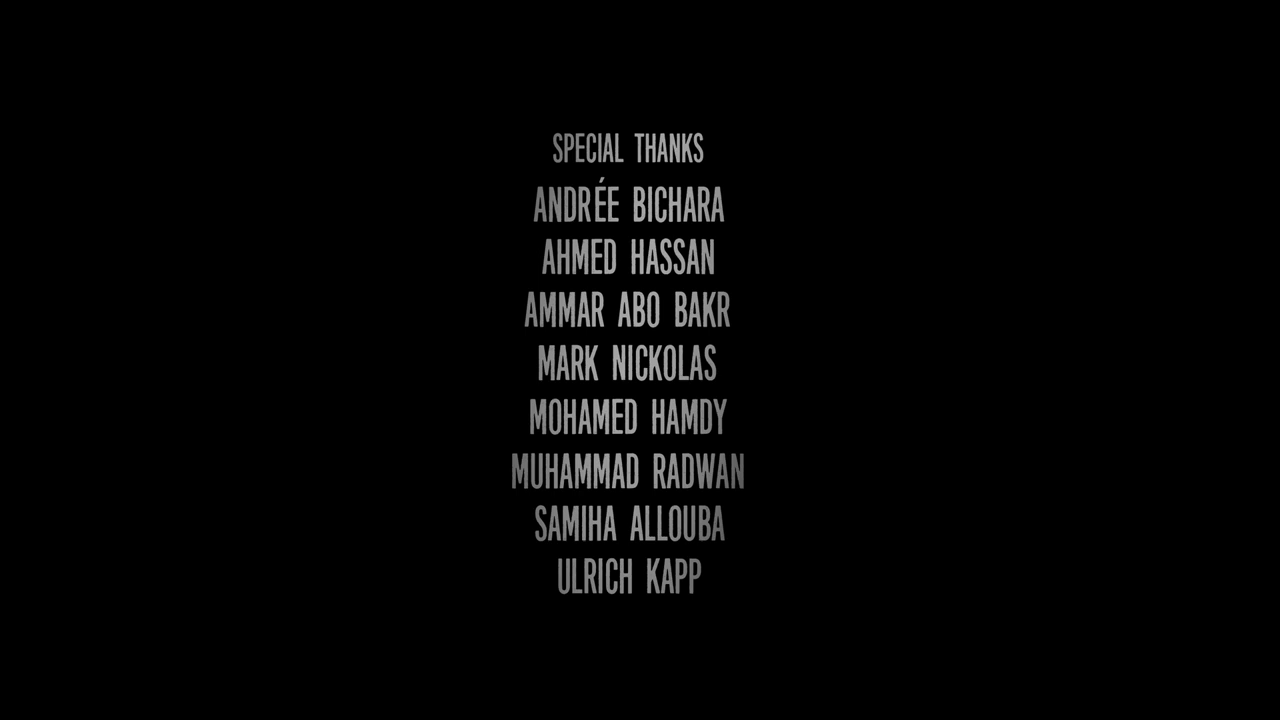 SPECIAL THANKS
ANDRÉE BICHARA
AHMED HASSAN
AMMAR ABO BAKR
MARK NICKOLAS
MOHAMED HAMDY
MUHAMMAD RADWAN
SAMIHA ALLOUBA
ULRICH KAPP